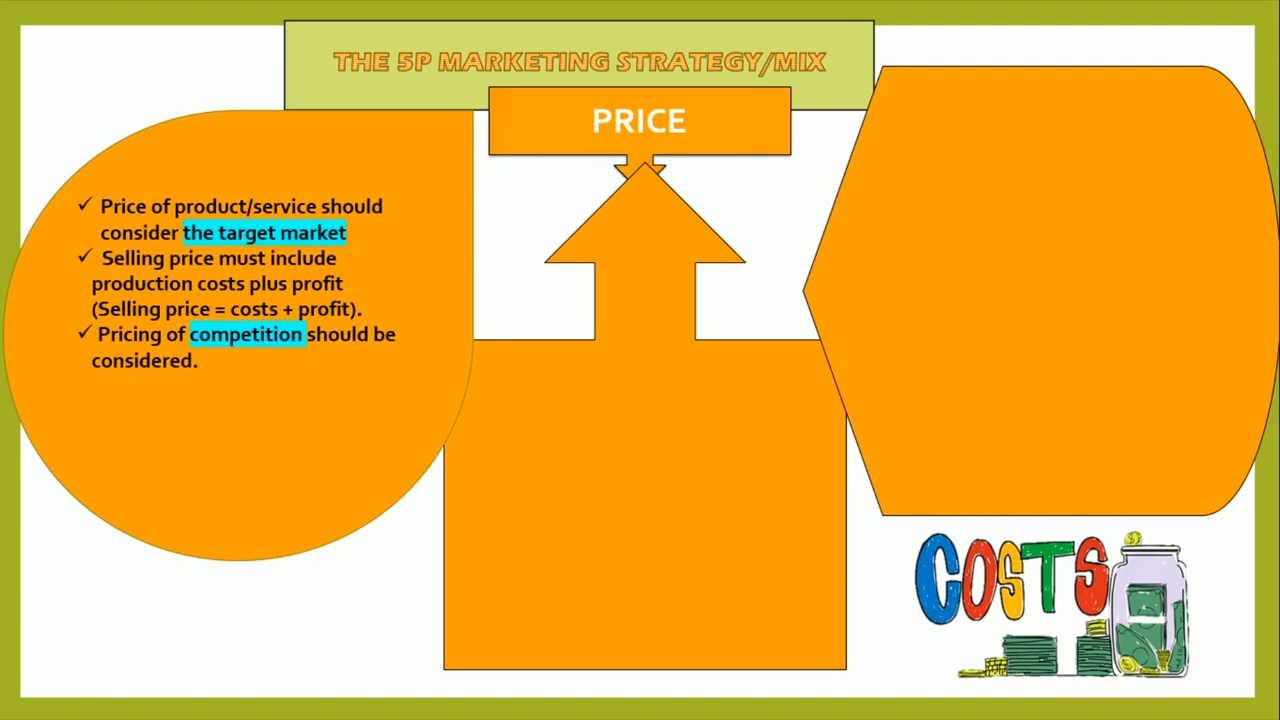 THE 5P MARKETING STRATEGY/MIX
PRICE
✓ Price of product/service should
consider the target market
✓ Selling price must include
production costs plus profit
(Selling price = costs + profit).
✓ Pricing of competition should be
considered.
COSTS